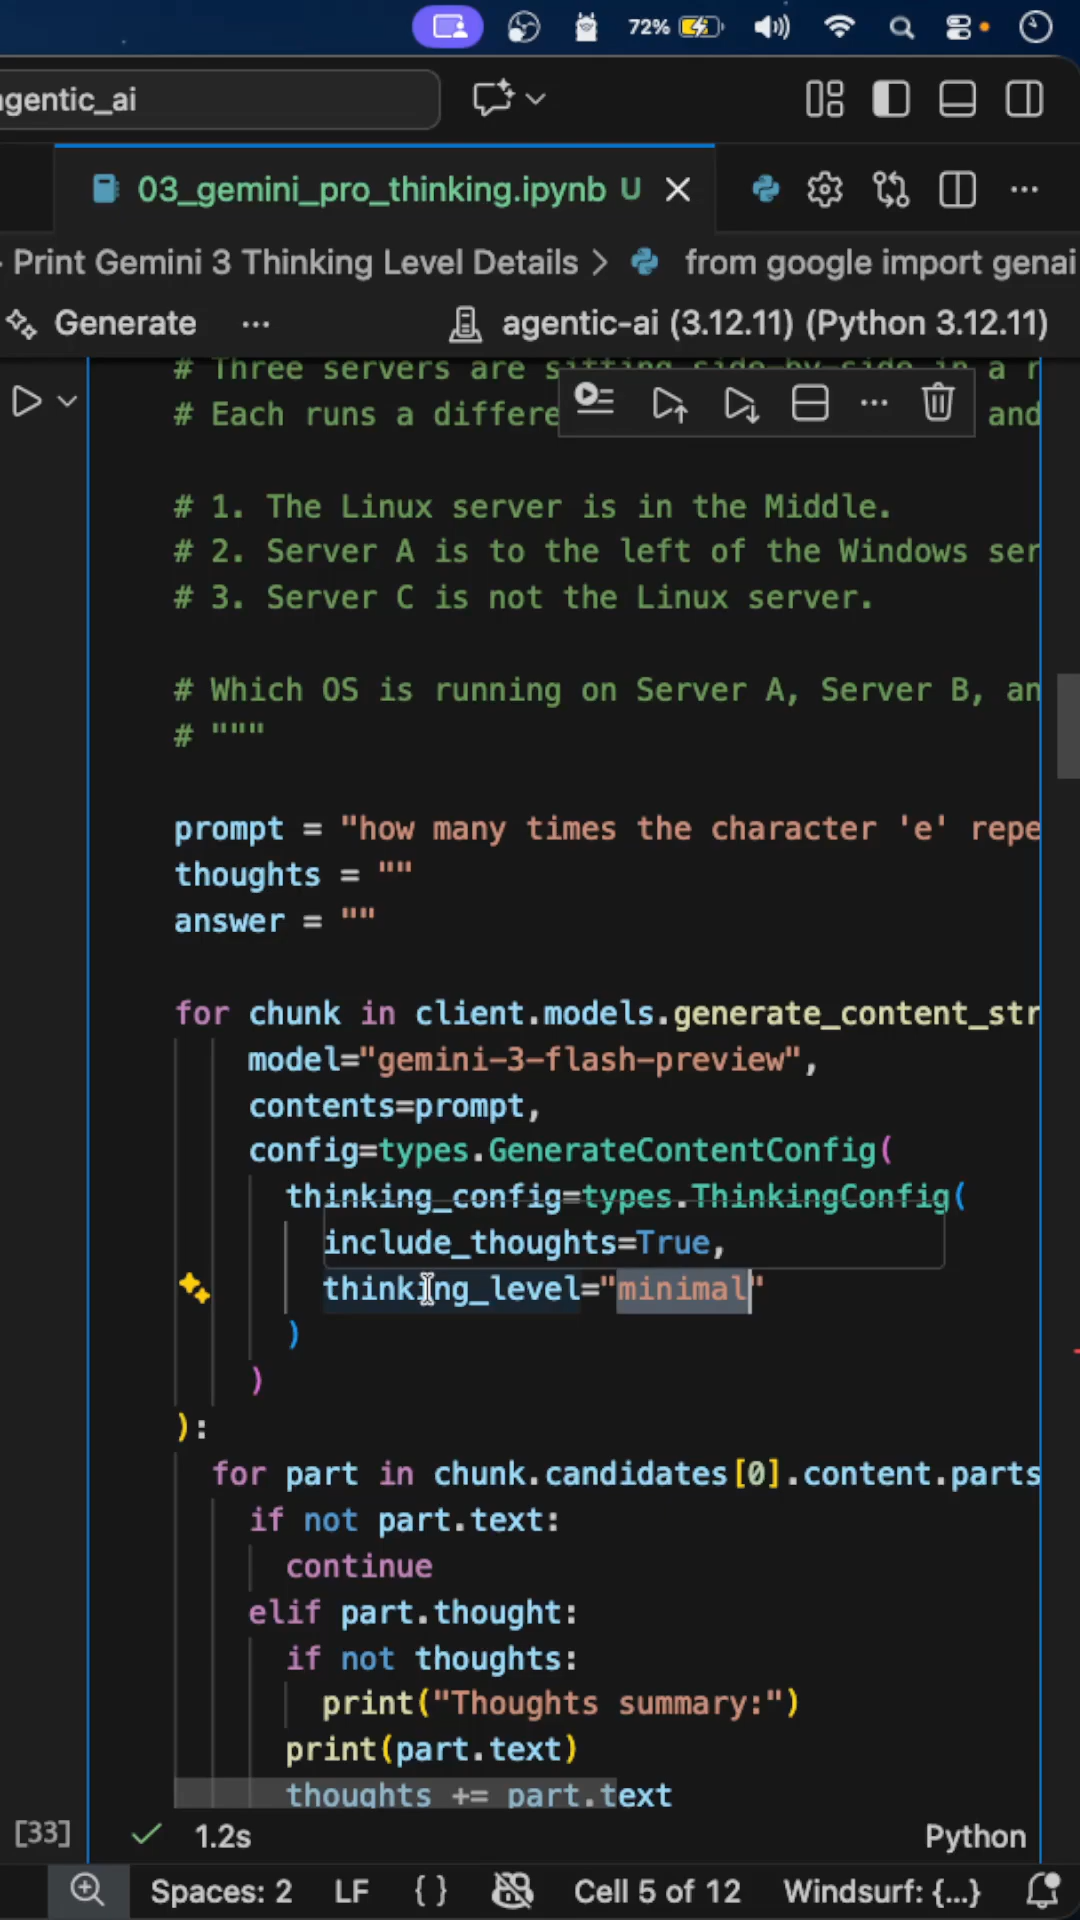 72%
agentic_ai
03_gemini_pro_thinking.ipynb U
Print Gemini 3 Thinking Level Details > from google import genai
Generate ... agentic-ai (3.12.11) (Python 3.12.11)
# Three servers are sitting side-by-side in a r
# Each runs a differe and
# 1. The Linux server is in the Middle.
# 2. Server A is to the left of the Windows ser
# 3. Server C is not the Linux server.
# Which OS is running on Server A, Server B, an
# """
prompt = "how many times the character 'e' repe
thoughts = ""
answer = ""
for chunk in client.models.generate_content_str
model="gemini-3-flash-preview",
contents=prompt,
config=types.GenerateContentConfig(
thinking_config=types.ThinkingConfig(
include_thoughts=True,
thinking_level="minimal"
)
)
):
for part in chunk.candidates[0].content.parts
if not part.text:
continue
elif part.thought:
if not thoughts:
print("Thoughts summary:")
print(part.text)
thoughts += part.text
[33] 1.2s Python
Spaces: 2 LF {} Cell 5 of 12 Windsurf: {...}